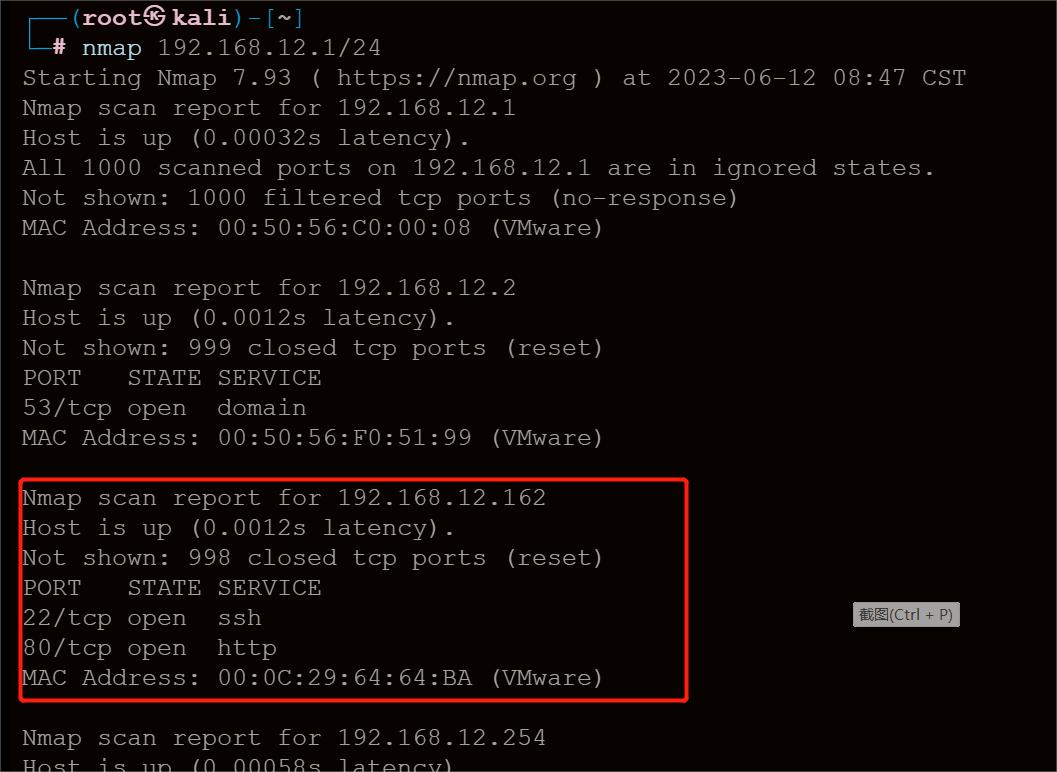 (root㉿kali)-[~]
# nmap 192.168.12.1/24
Starting Nmap 7.93 ( https://nmap.org ) at 2023-06-12 08:47 CST
Nmap scan report for 192.168.12.1
Host is up (0.00032s latency).
All 1000 scanned ports on 192.168.12.1 are in ignored states.
Not shown: 1000 filtered tcp ports (no-response)
MAC Address: 00:50:56:C0:00:08 (VMware)
Nmap scan report for 192.168.12.2
Host is up (0.0012s latency).
Not shown: 999 closed tcp ports (reset)
PORT   STATE SERVICE
53/tcp open  domain
MAC Address: 00:50:56:F0:51:99 (VMware)
Nmap scan report for 192.168.12.162
Host is up (0.0012s latency).
Not shown: 998 closed tcp ports (reset)
PORT   STATE SERVICE
22/tcp open  ssh
80/tcp open  http
MAC Address: 00:0C:29:64:64:BA (VMware)
截图(Ctrl + P)
Nmap scan report for 192.168.12.254
Host is up (0.00058s latency)